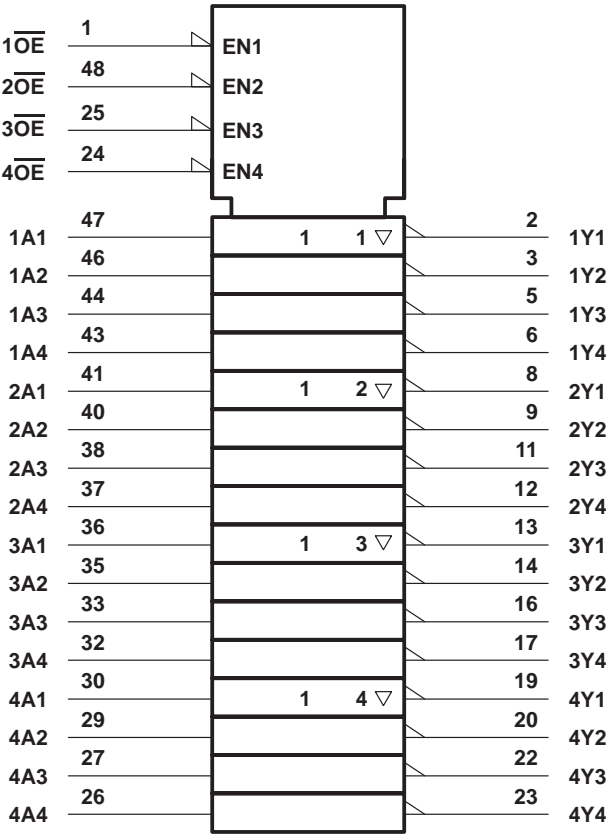 1O̅E̅ 1 EN1
2O̅E̅ 48 EN2
3O̅E̅ 25 EN3
4O̅E̅ 24 EN4
1A1 47 1 1 ▽ 2 1Y1
1A2 46 3 1Y2
1A3 44 5 1Y3
1A4 43 6 1Y4
2A1 41 1 2 ▽ 8 2Y1
2A2 40 9 2Y2
2A3 38 11 2Y3
2A4 37 12 2Y4
3A1 36 1 3 ▽ 13 3Y1
3A2 35 14 3Y2
3A3 33 16 3Y3
3A4 32 17 3Y4
4A1 30 1 4 ▽ 19 4Y1
4A2 29 20 4Y2
4A3 27 22 4Y3
4A4 26 23 4Y4